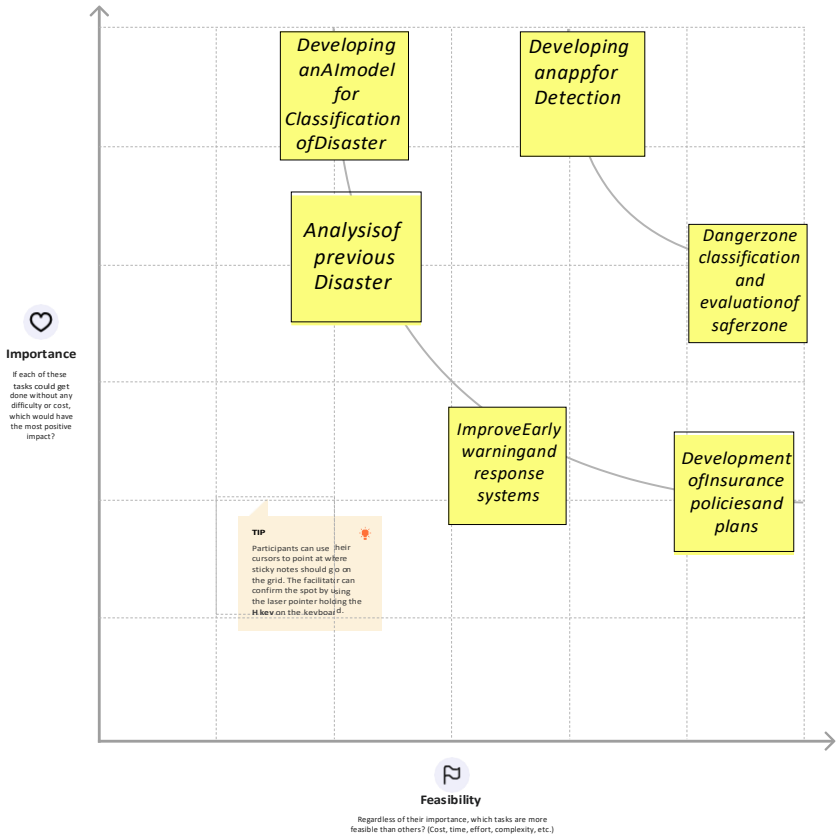 Developing
anAImodel
for
Classification
ofDisaster
Developing
anappfor
Detection
Analysisof
previous
Disaster
Dangerzone
classification
and
evaluationof
saferzone
Importance
If each of these
tasks could get
done without any
difficulty or cost,
which would have
the most positive
impact?
ImproveEarly
warningand
response
systems
Development
ofInsurance
policiesand
plans
TIP
Participants can use their
cursors to point at where
sticky notes should go on
the grid. The facilitator can
confirm the spot by using
the laser pointer holding the
H key on the keyboard.
Feasibility
Regardless of their importance, which tasks are more
feasible than others? (Cost, time, effort, complexity, etc.)